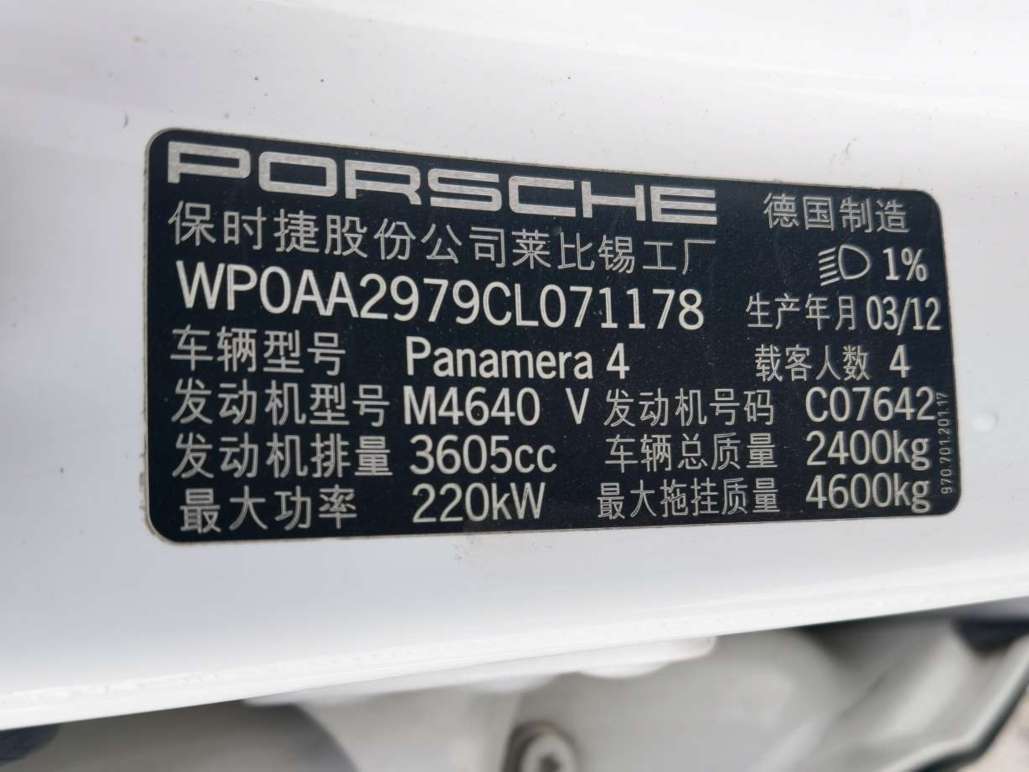 PORSCHE 德国制造
保时捷股份公司莱比锡工厂 1%
WP0AA2979CL071178 生产年月 03/12
车辆型号 Panamera 4 载客人数 4
发动机型号 M4640 V 发动机号码 C07642
发动机排量 3605cc 车辆总质量 2400kg
最大功率 220kW 最大拖挂质量 4600kg
970.701.201.17